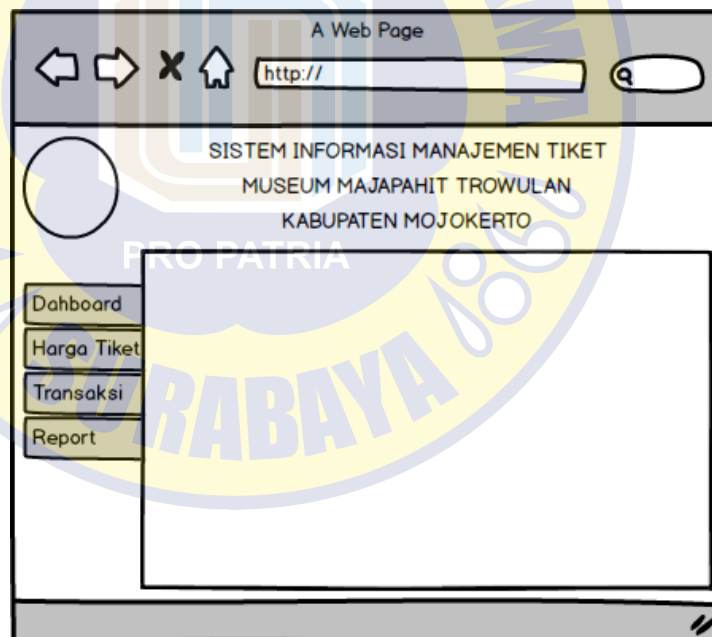 A Web Page
http://
SISTEM INFORMASI MANAJEMEN TIKET
MUSEUM MAJAPAHIT TROWULAN
KABUPATEN MOJOKERTO
PRO PATRIA
Dahboard
Harga Tiket
Transaksi
Report
SURABAYA 1981